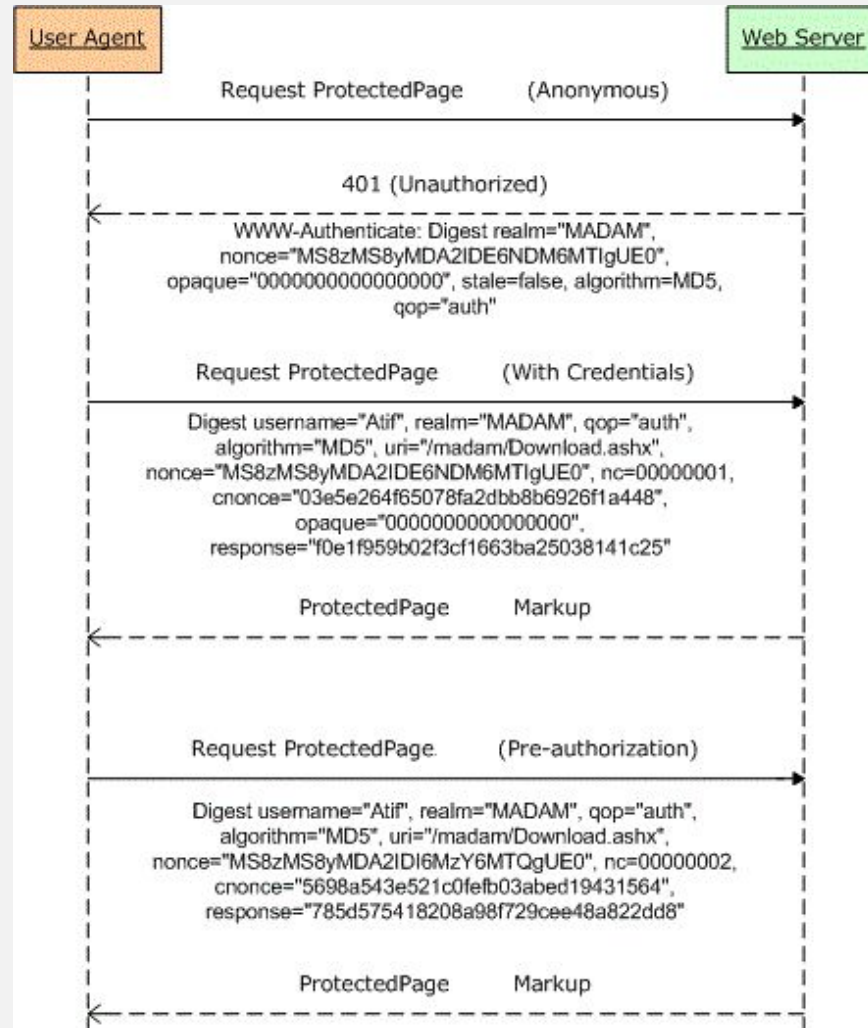 User Agent
Web Server
Request ProtectedPage (Anonymous)
401 (Unauthorized)
WWW-Authenticate: Digest realm="MADAM",
nonce="MS8zMS8yMDA2IDE6NDM6MTIgUE0",
opaque="0000000000000000", stale=false, algorithm=MD5,
qop="auth"
Request ProtectedPage (With Credentials)
Digest username="Atif", realm="MADAM", qop="auth",
algorithm="MD5", uri="/madam/Download.ashx",
nonce="MS8zMS8yMDA2IDE6NDM6MTIgUE0", nc=00000001,
cnonce="03e5e264f65078fa2dbb8b6926f1a448",
opaque="0000000000000000",
response="f0e1f959b02f3cf1663ba25038141c25"
ProtectedPage Markup
Request ProtectedPage. (Pre-authorization)
Digest username="Atif", realm="MADAM", qop="auth",
algorithm="MD5", uri="/madam/Download.ashx",
nonce="MS8zMS8yMDA2IDI6MzY6MTQgUE0", nc=00000002,
cnonce="5698a543e521c0fefb03abed19431564",
response="785d575418208a98f729cee48a822dd8"
ProtectedPage Markup